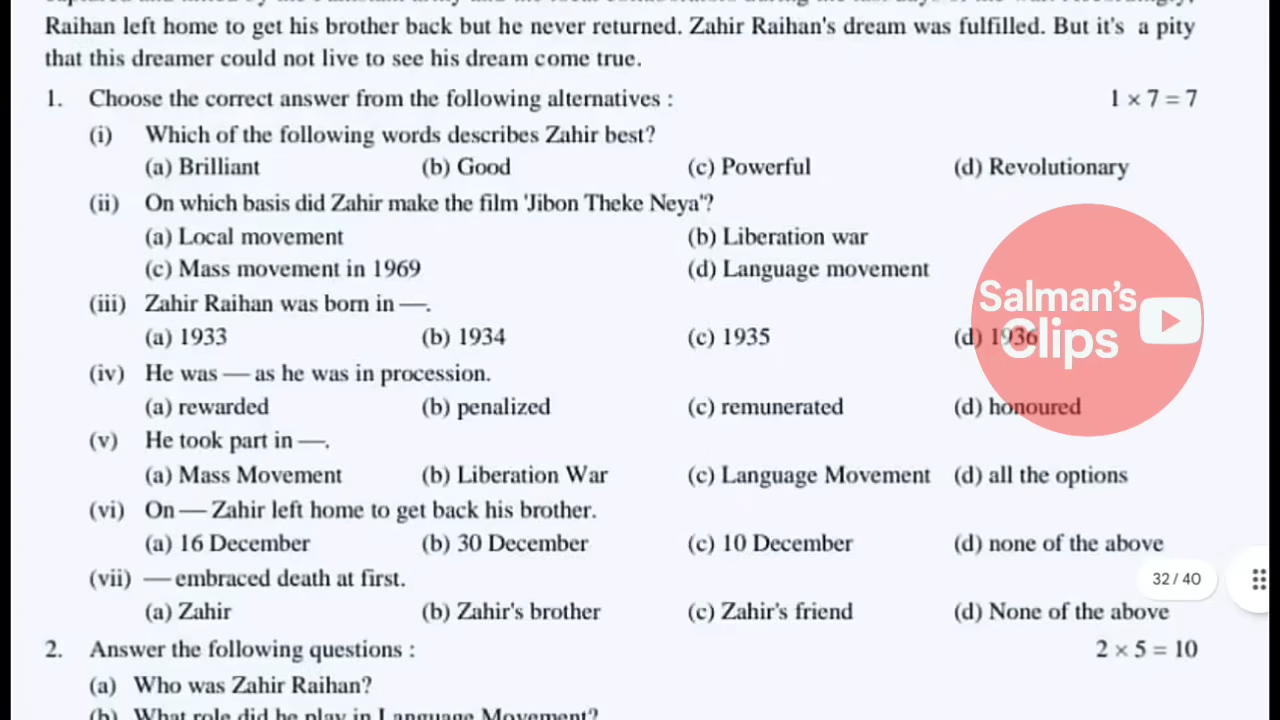 Raihan left home to get his brother back but he never returned. Zahir Raihan's dream was fulfilled. But it's a pity
that this dreamer could not live to see his dream come true.
1. Choose the correct answer from the following alternatives : 1 × 7 = 7
(i) Which of the following words describes Zahir best?
(a) Brilliant (b) Good (c) Powerful (d) Revolutionary
(ii) On which basis did Zahir make the film 'Jibon Theke Neya'?
(a) Local movement (b) Liberation war
(c) Mass movement in 1969 (d) Language movement
(iii) Zahir Raihan was born in —.
(a) 1933 (b) 1934 (c) 1935 (d) 1936
Salman's
Clips
(iv) He was — as he was in procession.
(a) rewarded (b) penalized (c) remunerated (d) honoured
(v) He took part in —.
(a) Mass Movement (b) Liberation War (c) Language Movement (d) all the options
(vi) On — Zahir left home to get back his brother.
(a) 16 December (b) 30 December (c) 10 December (d) none of the above
(vii) — embraced death at first. 32 / 40
(a) Zahir (b) Zahir's brother (c) Zahir's friend (d) None of the above
2. Answer the following questions : 2 × 5 = 10
(a) Who was Zahir Raihan?
(b) What role did he play in Language Movement?